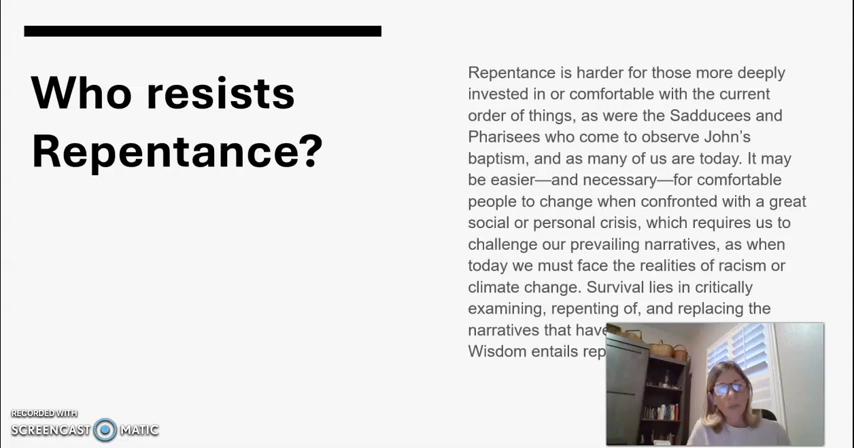 Who resists
Repentance?
Repentance is harder for those more deeply
invested in or comfortable with the current
order of things, as were the Sadducees and
Pharisees who come to observe John’s
baptism, and as many of us are today. It may
be easier—and necessary—for comfortable
people to change when confronted with a great
social or personal crisis, which requires us to
challenge our prevailing narratives, as when
today we must face the realities of racism or
climate change. Survival lies in critically
examining, repenting of, and replacing the
narratives that have
Wisdom entails rep
RECORDED WITH
SCREENCAST MATIC